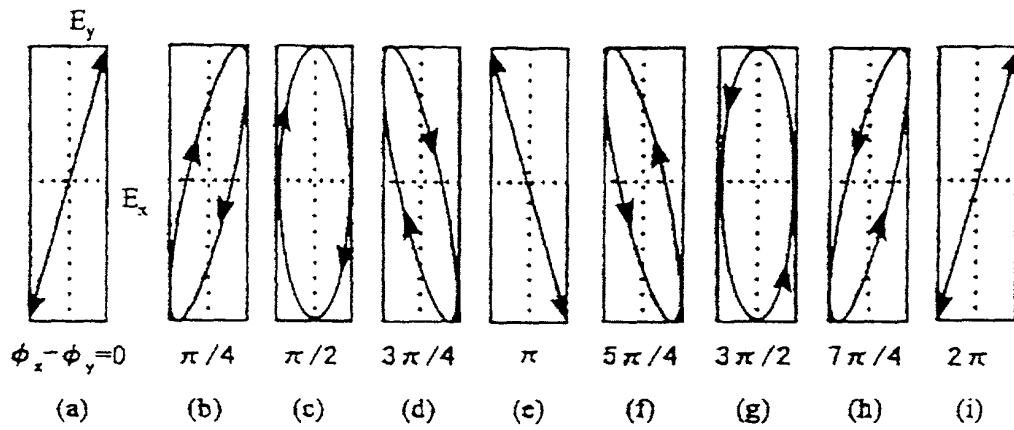 E_y
E_x
ϕ_x−ϕ_y=0 π/4 π/2 3π/4 π 5π/4 3π/2 7π/4 2π
(a) (b) (c) (d) (e) (f) (g) (h) (i)